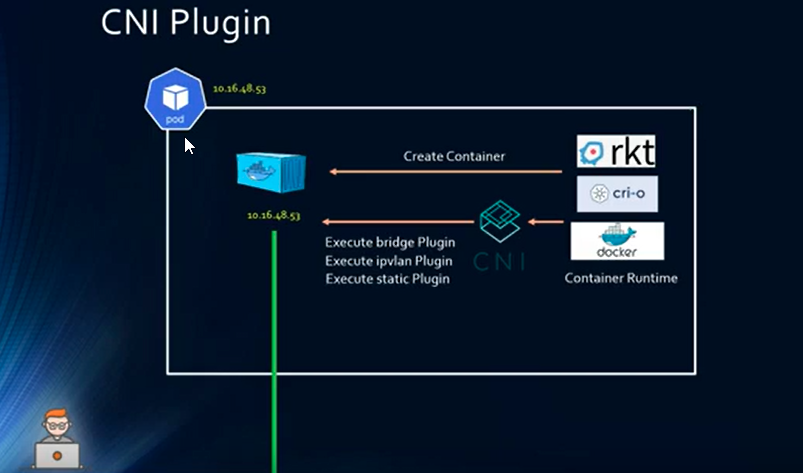 CNI Plugin
10.16.48.53
pod
Create Container
rkt
cri-o
10.16.48.53
Execute bridge Plugin
Execute ipvlan Plugin
Execute static Plugin
CNI
docker
Container Runtime